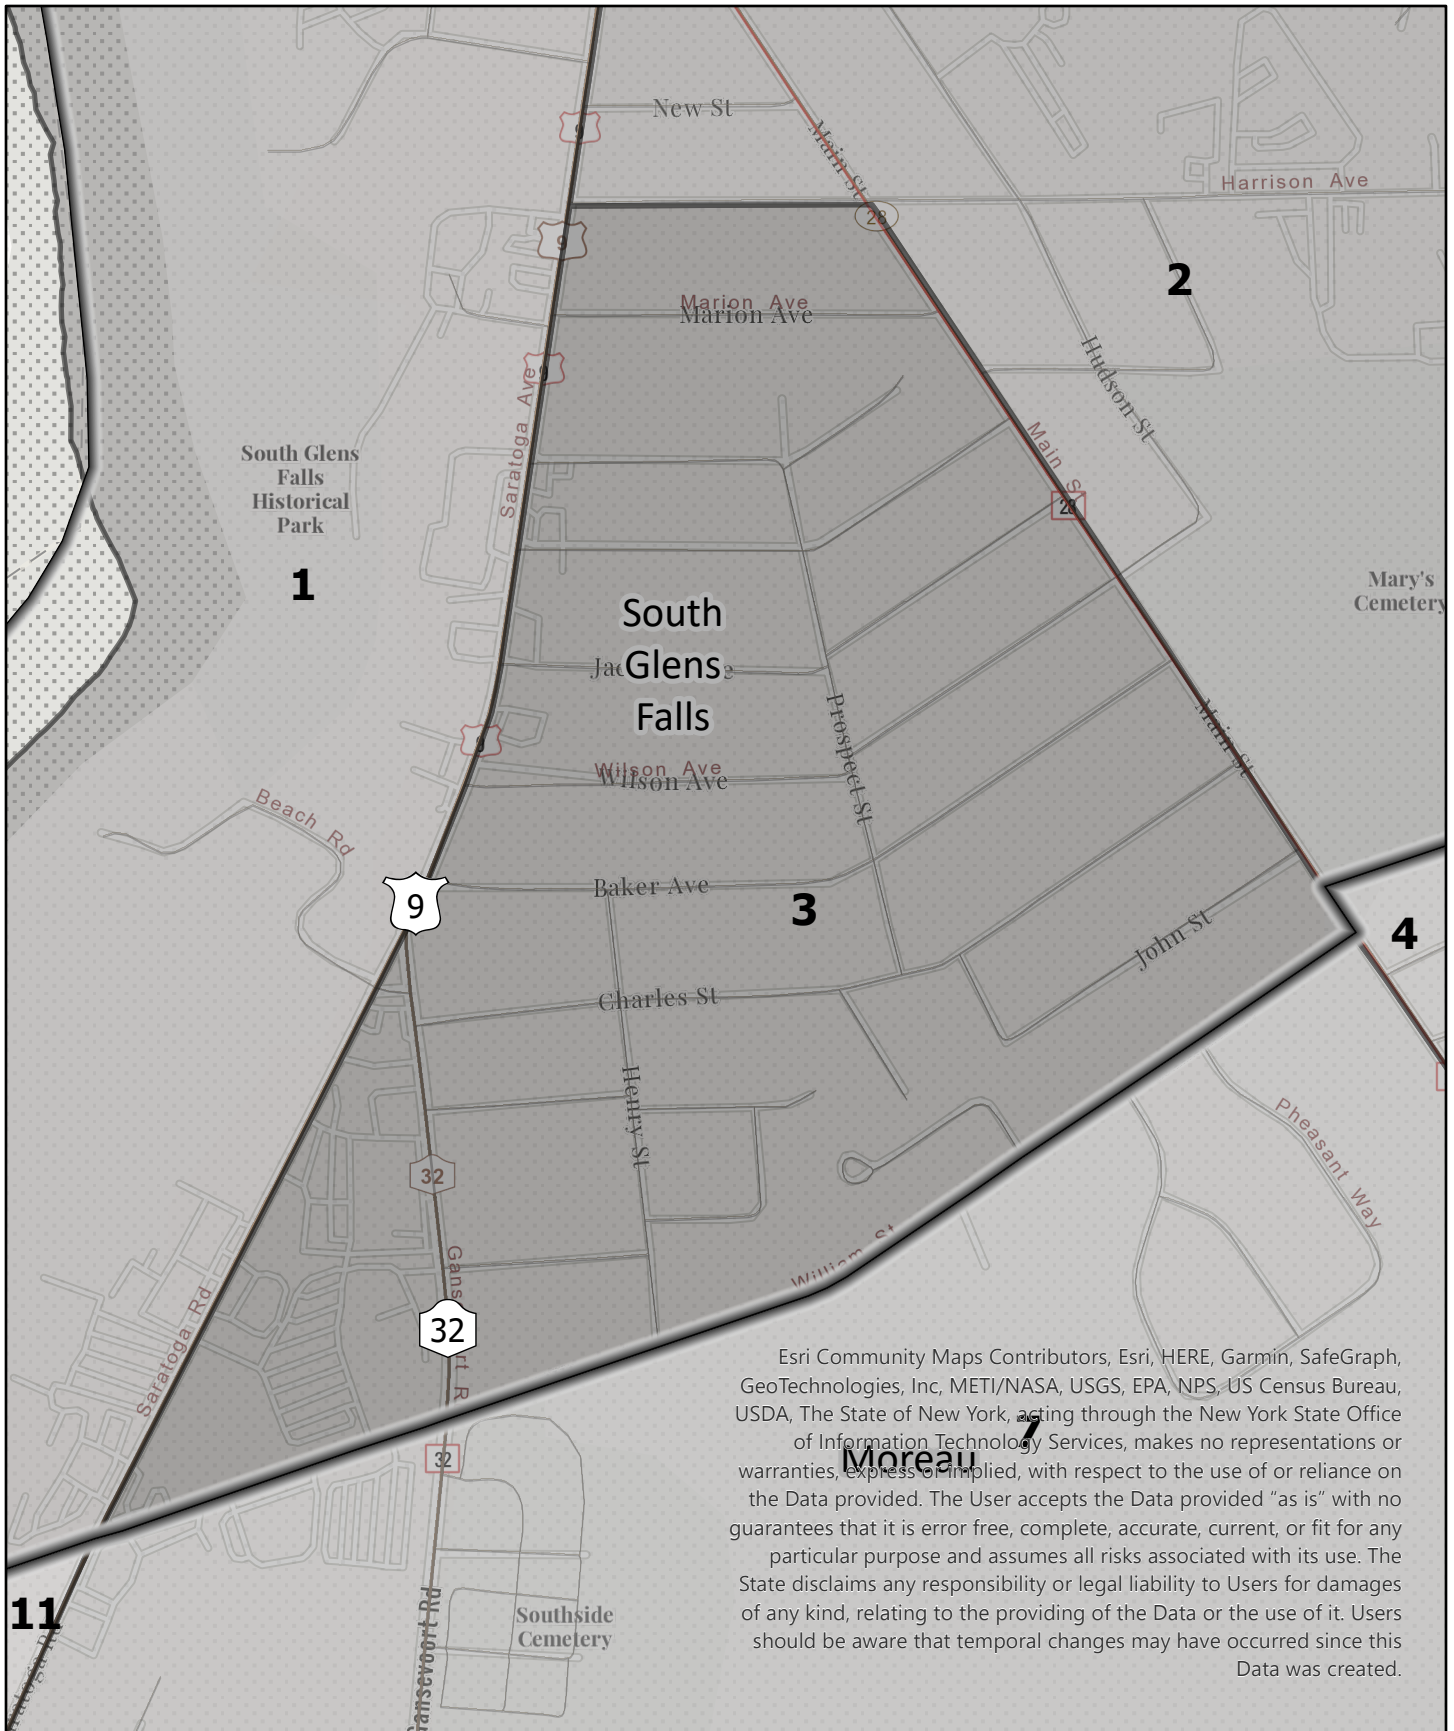 New St
9
Main St
Harrison Ave
28
9
2
Marion Ave
Marion Ave
9
Hudson St
Saratoga Ave
Main St
South Glens
Falls
Historical
Park
28
1
Mary's
Cemetery
South
Glens
Falls
Prospect St
Main St
9
Wilson Ave
Wilson Ave
Beach Rd
Baker Ave
9
3
4
John St
Charles St
Henry St
Pheasant Way
32
William St
Saratoga Rd
32
Esri Community Maps Contributors, Esri, HERE, Garmin, SafeGraph,
GeoTechnologies, Inc, METI/NASA, USGS, EPA, NPS, US Census Bureau,
USDA, The State of New York, acting through the New York State Office
of Information Technology Services, makes no representations or
warranties, express or implied, with respect to the use of or reliance on
the Data provided. The User accepts the Data provided “as is” with no
guarantees that it is error free, complete, accurate, current, or fit for any
particular purpose and assumes all risks associated with its use. The
State disclaims any responsibility or legal liability to Users for damages
of any kind, relating to the providing of the Data or the use of it. Users
should be aware that temporal changes may have occurred since this
Data was created.
7
Moreau
32
11
Southside
Cemetery
Gansevoort Rd